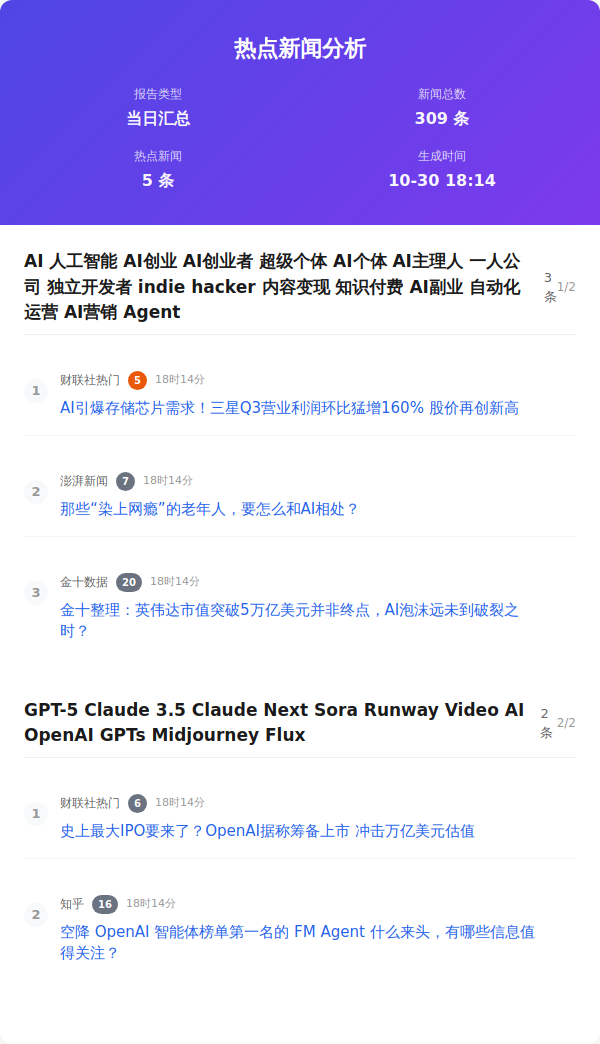 热点新闻分析
报告类型
当日汇总
新闻总数
309 条
热点新闻
5 条
生成时间
10-30 18:14
AI 人工智能 AI创业 AI创业者 超级个体 AI个体 AI主理人 一人公
司 独立开发者 indie hacker 内容变现 知识付费 AI副业 自动化
运营 AI营销 Agent
3
条
1/2
1
财联社热门 5 18时14分
AI引爆存储芯片需求！三星Q3营业利润环比猛增160% 股价再创新高
2
澎湃新闻 7 18时14分
那些“染上网瘾”的老年人，要怎么和AI相处？
3
金十数据 20 18时14分
金十整理：英伟达市值突破5万亿美元并非终点，AI泡沫远未到破裂之
时？
GPT-5 Claude 3.5 Claude Next Sora Runway Video AI
OpenAI GPTs Midjourney Flux
2
条
2/2
1
财联社热门 6 18时14分
史上最大IPO要来了？OpenAI据称筹备上市 冲击万亿美元估值
2
知乎 16 18时14分
空降 OpenAI 智能体榜单第一名的 FM Agent 什么来头，有哪些信息值
得关注？